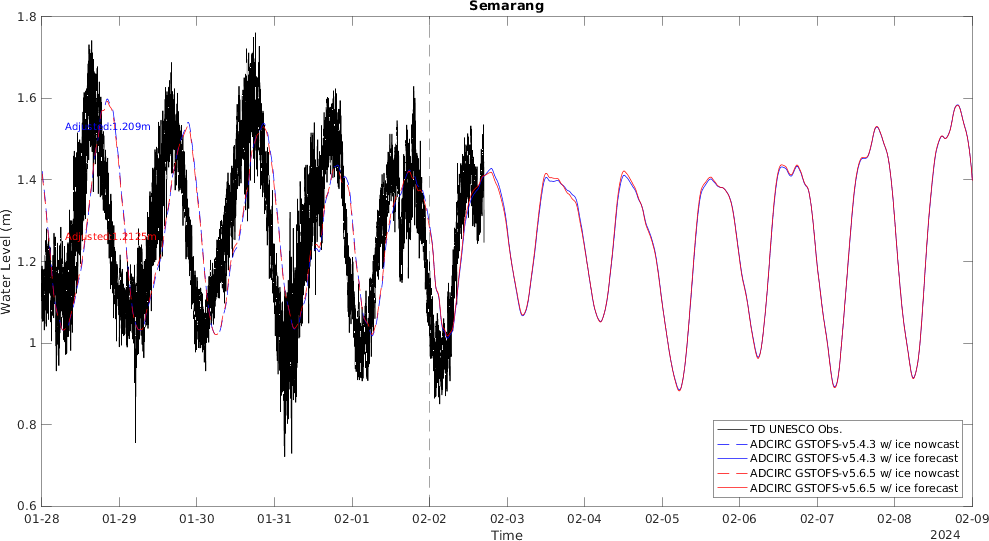 Semarang
1.8
1.6
1.4
1.2
1
0.8
0.6
Water Level (m)
Adjusted:1.209m
Adjusted:1.2125m
01-28
01-29
01-30
01-31
02-01
02-02
02-03
02-04
02-05
02-06
02-07
02-08
02-09
Time
2024
TD UNESCO Obs.
ADCIRC GSTOFS-v5.4.3 w/ ice nowcast
ADCIRC GSTOFS-v5.4.3 w/ ice forecast
ADCIRC GSTOFS-v5.6.5 w/ ice nowcast
ADCIRC GSTOFS-v5.6.5 w/ ice forecast